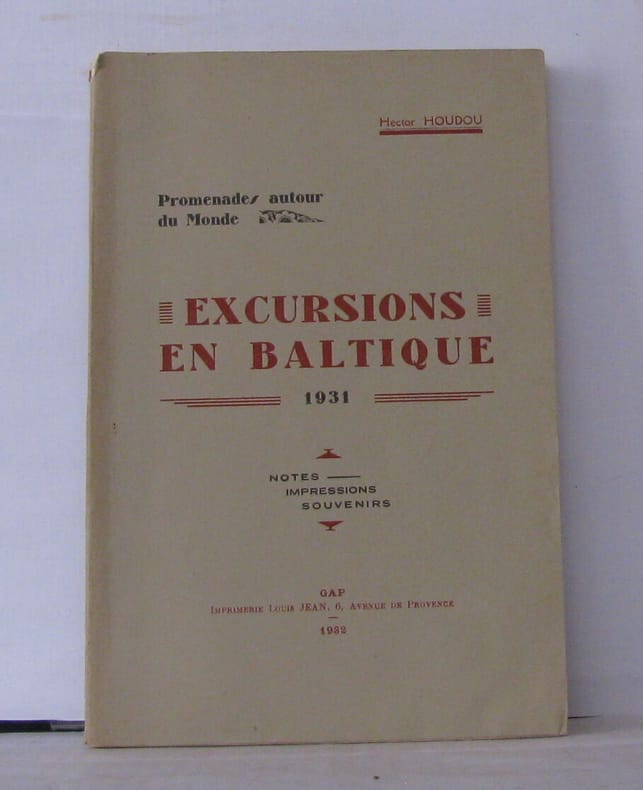 Hector HOUDOU
Promenades autour
du Monde
EXCURSIONS
EN BALTIQUE
1931
NOTES
IMPRESSIONS
SOUVENIRS
GAP
IMPRIMERIE LOUIS JEAN, 6, AVENUE DE PROVENCE
1932